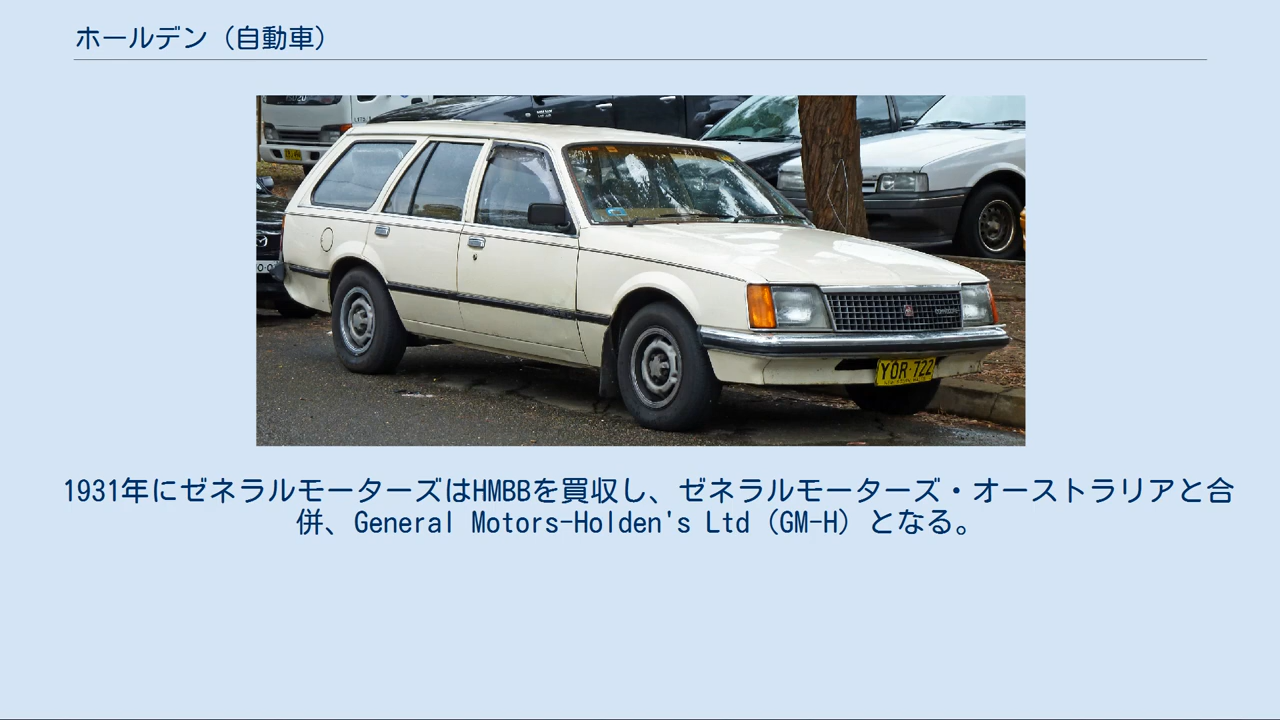 ホールデン（自動車）
YOR·722
1931年にゼネラルモーターズはHMBBを買収し、ゼネラルモーターズ・オーストラリアと合
併、General Motors-Holden's Ltd（GM-H）となる。